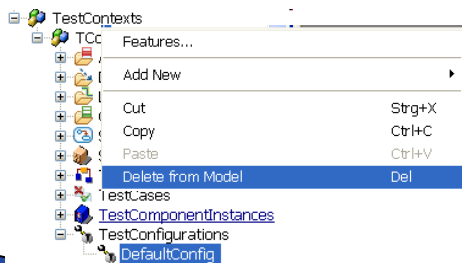 TestContexts
TCo
Features...
Add New
Cut Strg+X
Copy Ctrl+C
Paste Ctrl+V
Delete from Model Del
TestCases
TestComponentInstances
TestConfigurations
DefaultConfig